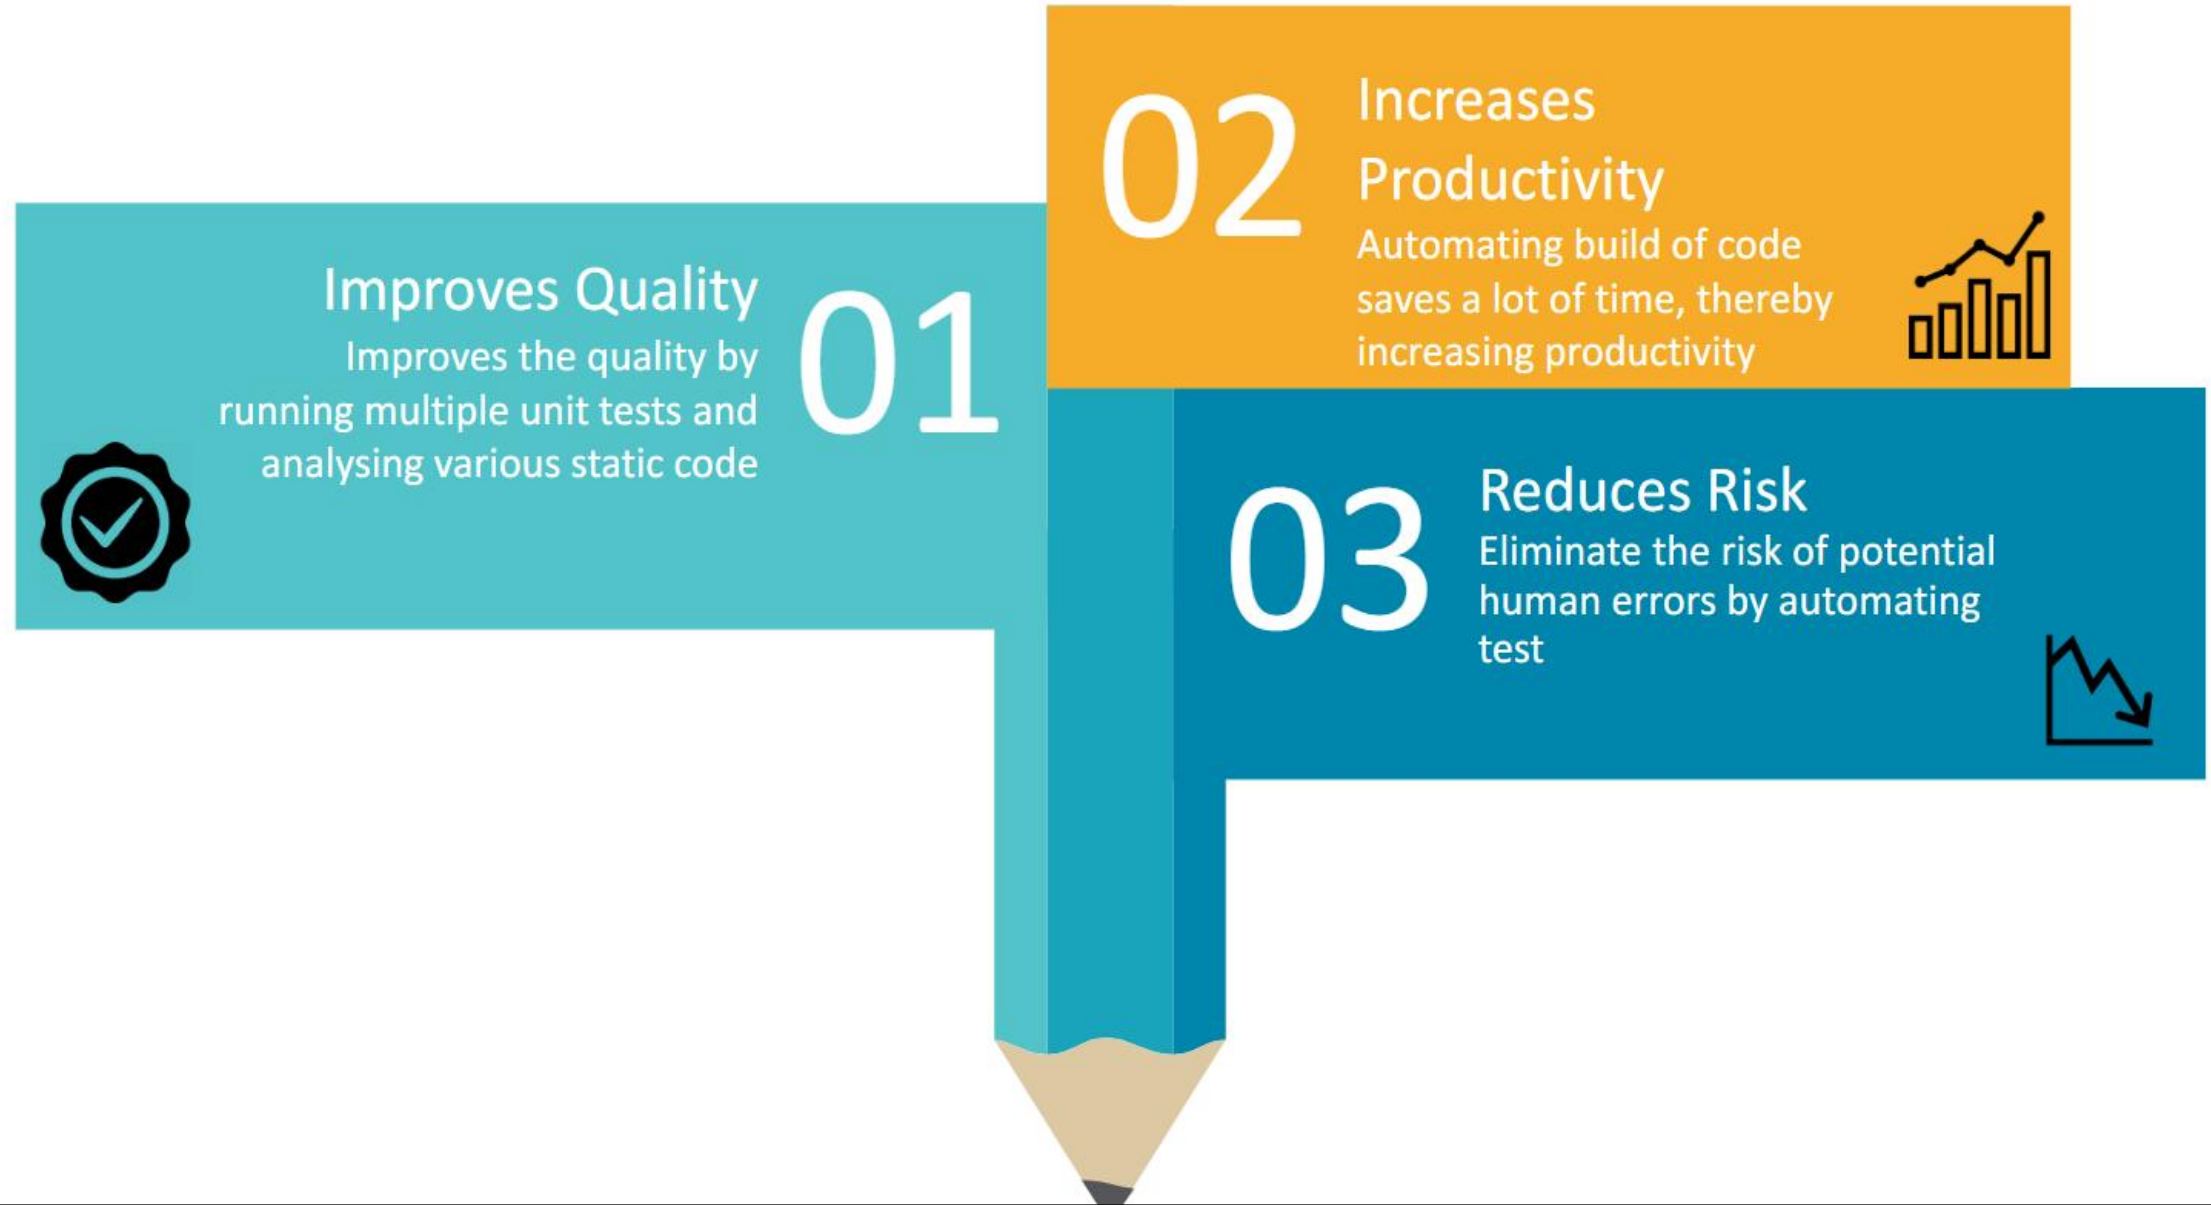 01
Improves Quality
Improves the quality by
running multiple unit tests and
analysing various static code
02
Increases
Productivity
Automating build of code
saves a lot of time, thereby
increasing productivity
03
Reduces Risk
Eliminate the risk of potential
human errors by automating
test